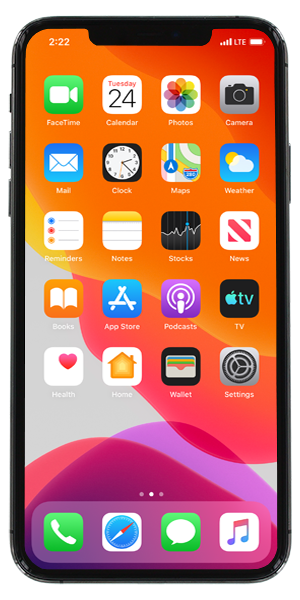 2:22 LTE
Tuesday
24
FaceTime Calendar Photos Camera
280
Mail Clock Maps Weather
Reminders Notes Stocks News
tv
Books App Store Podcasts TV
Health Home Wallet Settings